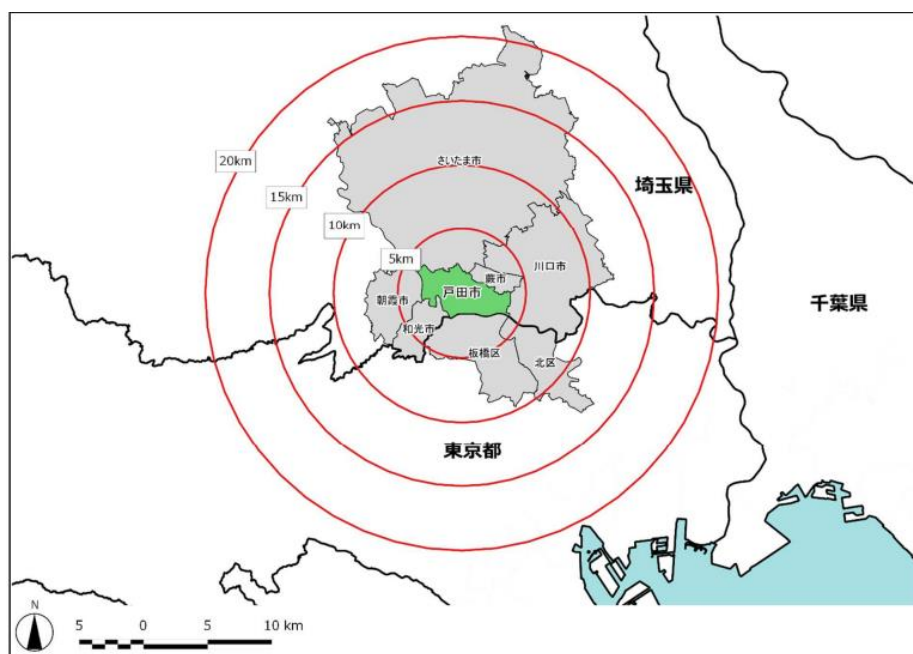 さいたま市
20km
埼玉県
15km
10km
5km
川口市
蕨市
戸田市
朝霞市
千葉県
和光市
板橋区
北区
東京都
N
5 0 5 10 km